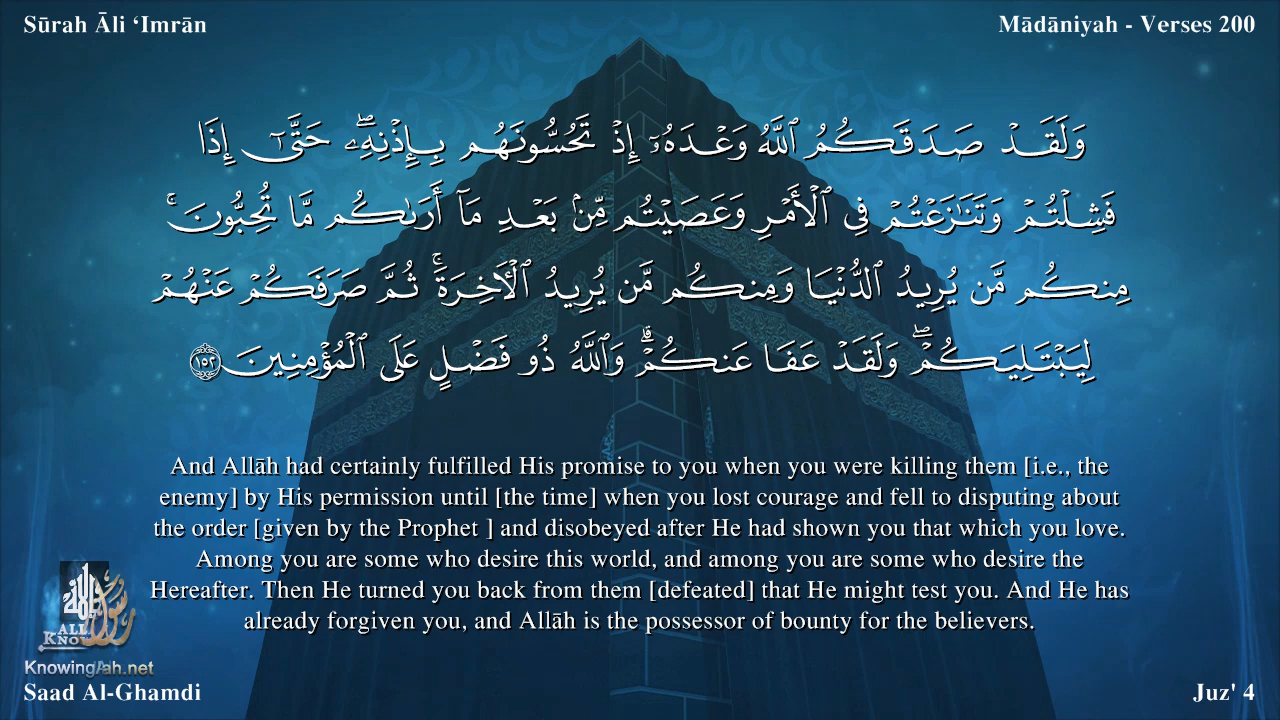 Sūrah Āli ‘Imrān
Mādāniyah - Verses 200
وَلَقَدْ صَدَقَكُمُ ٱللَّهُ وَعْدَهُۥٓ إِذْ تَحُسُّونَهُم بِإِذْنِهِۦۖ حَتَّىٰٓ إِذَا
فَشِلْتُمْ وَتَنَـٰزَعْتُمْ فِى ٱلْأَمْرِ وَعَصَيْتُم مِّنۢ بَعْدِ مَآ أَرَىٰكُم مَّا تُحِبُّونَۚ
مِنكُم مَّن يُرِيدُ ٱلدُّنْيَا وَمِنكُم مَّن يُرِيدُ ٱلْـَٔاخِرَةَۚ ثُمَّ صَرَفَكُمْ عَنْهُمْ
لِيَبْتَلِيَكُمْۖ وَلَقَدْ عَفَا عَنكُمْۗ وَٱللَّهُ ذُو فَضْلٍ عَلَى ٱلْمُؤْمِنِينَ ١٥٢
And Allāh had certainly fulfilled His promise to you when you were killing them [i.e., the
enemy] by His permission until [the time] when you lost courage and fell to disputing about
the order [given by the Prophet ] and disobeyed after He had shown you that which you love.
Among you are some who desire this world, and among you are some who desire the
Hereafter. Then He turned you back from them [defeated] that He might test you. And He has
already forgiven you, and Allāh is the possessor of bounty for the believers.
Saad Al-Ghamdi
Juz' 4